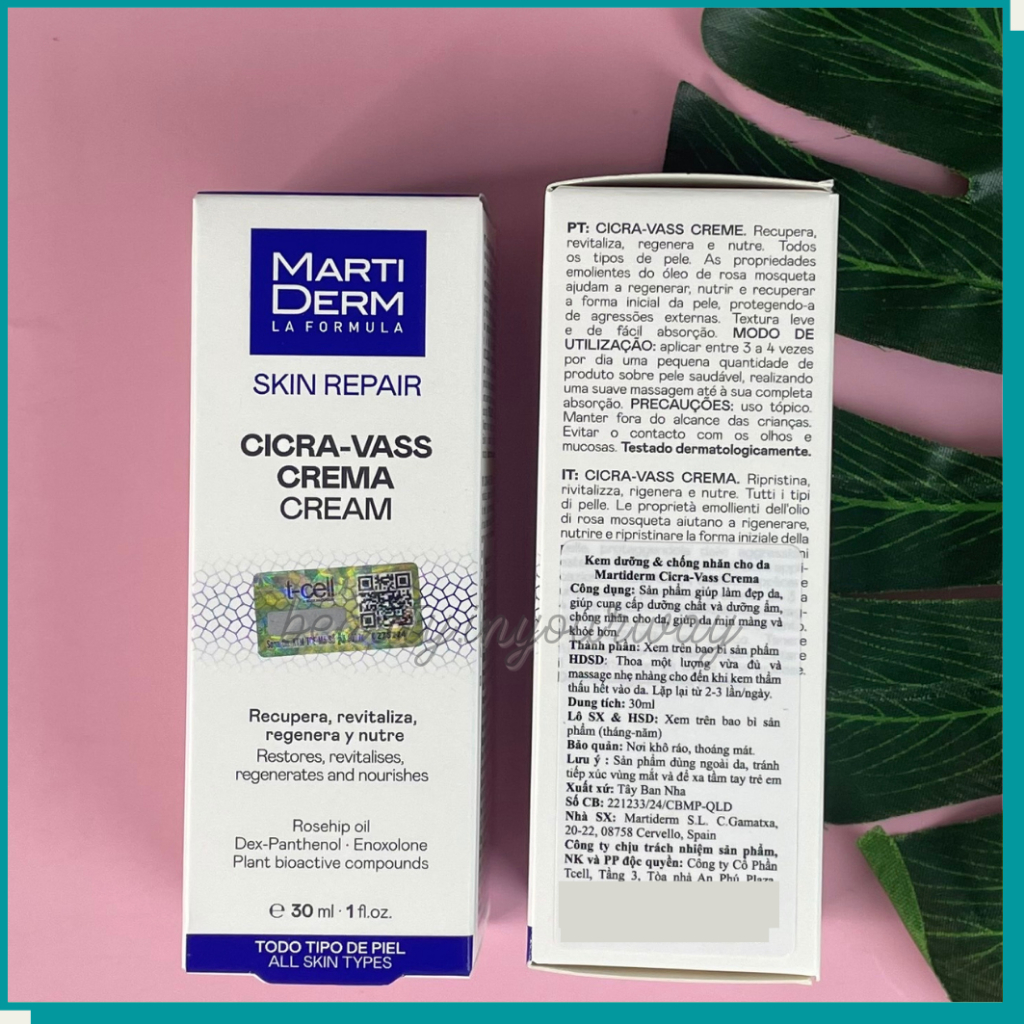 MARTI
DERM
LA FORMULA
SKIN REPAIR
CICRA-VASS
CREMA
CREAM
t-cell
beautyinyourway
Recupera, revitaliza,
regenera y nutre
Restores, revitalises,
regenerates and nourishes
Rosehip oil
Dex-Panthenol · Enoxolone
Plant bioactive compounds
℮ 30 ml · 1 fl.oz.
TODO TIPO DE PIEL
ALL SKIN TYPES
PT: CICRA-VASS CREME. Recupera,
revitaliza, regenera e nutre. Todos
os tipos de pele. As propriedades
emolientes do óleo de rosa mosqueta
ajudam a regenerar, nutrir e recuperar
a forma inicial da pele, protegendo-a
de agressões externas. Textura leve
e de fácil absorção. MODO DE
UTILIZAÇÃO: aplicar entre 3 a 4 vezes
por dia uma pequena quantidade de
produto sobre pele saudável, realizando
uma suave massagem até à sua completa
absorção. PRECAUÇÕES: uso tópico.
Manter fora do alcance das crianças.
Evitar o contacto com os olhos e
mucosas. Testado dermatologicamente.
IT: CICRA-VASS CREMA. Ripristina,
rivitalizza, rigenera e nutre. Tutti i tipi
di pelle. Le proprietà emollienti dell'olio
di rosa mosqueta aiutano a rigenerare,
nutrire e ripristinare la forma iniziale della
Kem dưỡng & chống nhăn cho da
Martiderm Cicra-Vass Crema
Công dụng: Sản phẩm giúp làm đẹp da,
giúp cung cấp dưỡng chất và dưỡng ẩm,
chống nhăn cho da, giúp da mịn màng và
khỏe hơn
Thành phần: Xem trên bao bì sản phẩm
HDSD: Thoa một lượng vừa đủ và
massage nhẹ nhàng cho đến khi kem thẩm
thấu hết vào da. Lặp lại từ 2-3 lần/ngày.
Dung tích: 30ml
Lô SX & HSD: Xem trên bao bì sản
phẩm (tháng-năm)
Bảo quản: Nơi khô ráo, thoáng mát.
Lưu ý : Sản phẩm dùng ngoài da, tránh
tiếp xúc vùng mắt và để xa tầm tay trẻ em
Xuất xứ: Tây Ban Nha
Số CB: 221233/24/CBMP-QLD
Nhà SX: Martiderm S.L. C.Gamatxa,
20-22, 08758 Cervello, Spain
Công ty chịu trách nhiệm sản phẩm,
NK và PP độc quyền: Công ty Cổ Phần
Tcell, Tầng 3, Tòa nhà An Phú Plaza